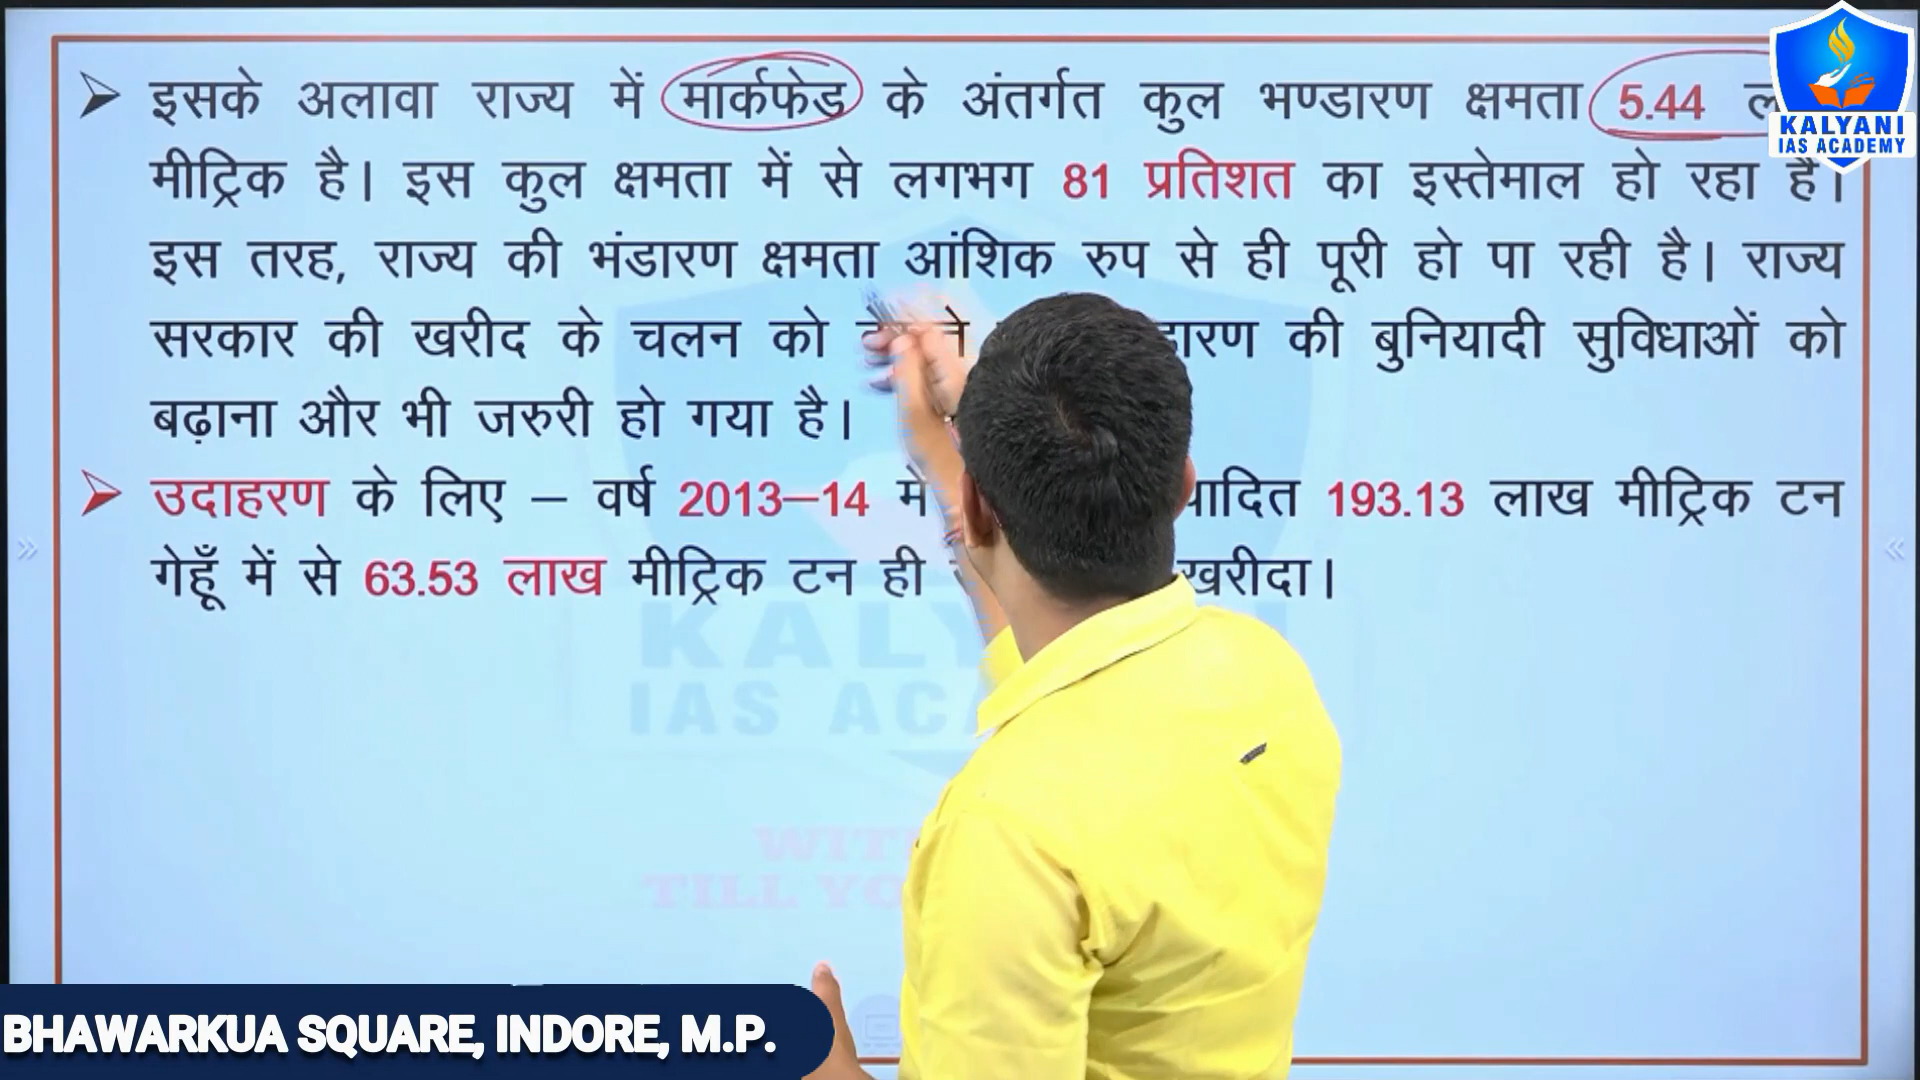 इसके अलावा राज्य में मार्कफेड के अंतर्गत कुल भण्डारण क्षमता 5.44
मीट्रिक है। इस कुल क्षमता में से लगभग 81 प्रतिशत का इस्तेमाल हो रहा है।
इस तरह, राज्य की भंडारण क्षमता आंशिक रुप से ही पूरी हो पा रही है। राज्य
सरकार की खरीद के चलन को की बुनियादी सुविधाओं को
बढ़ाना और भी जरुरी हो गया है।
उदाहरण के लिए – वर्ष 2013–14 193.13 लाख मीट्रिक टन
गेहूँ में से 63.53 लाख मीट्रिक टन ही खरीदा।
KALYANI
IAS ACADEMY
KALYANI
IAS
BHAWARKUA SQUARE, INDORE, M.P.